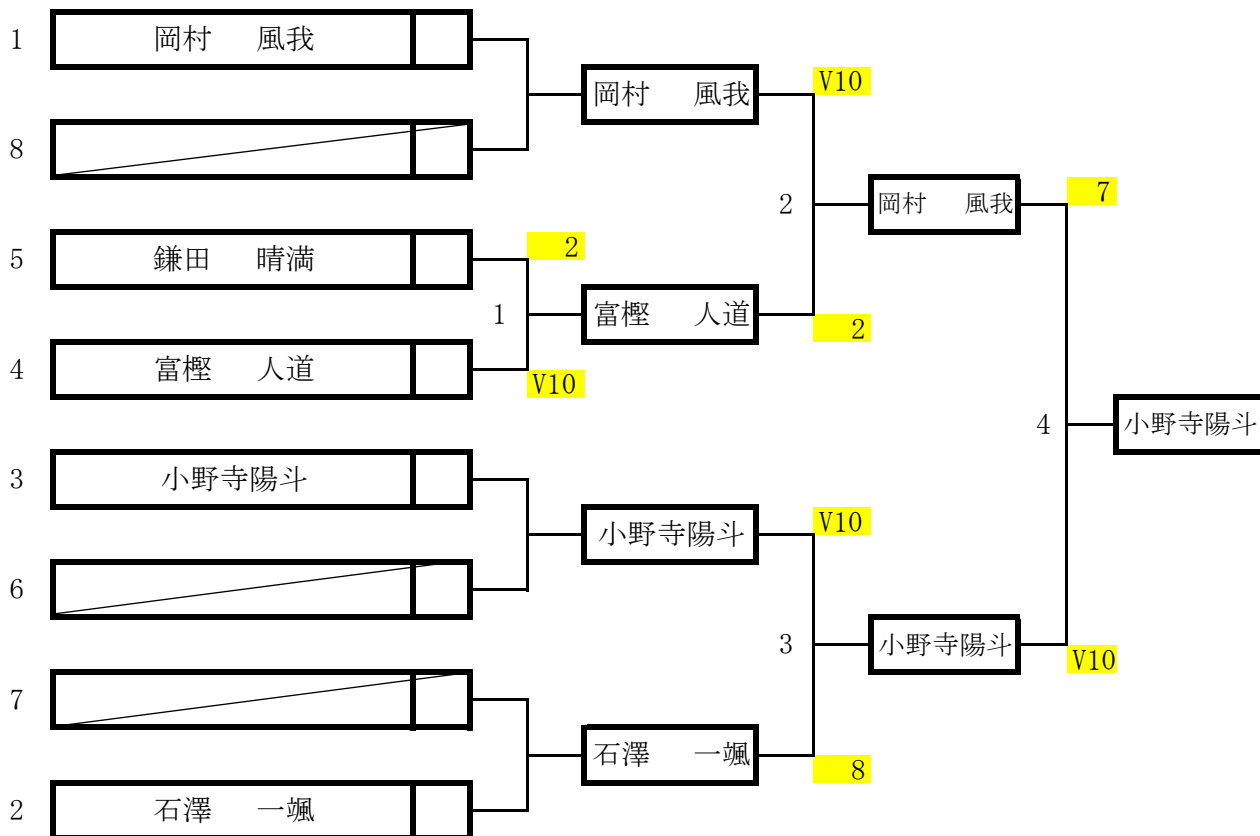 1 岡村 風我
岡村 風我 V10
8
2 岡村 風我 7
5 鎌田 晴満 2
1 富樫 人道 2
4 富樫 人道 V10
4 小野寺陽斗
3 小野寺陽斗
小野寺陽斗 V10
6
3 小野寺陽斗 V10
7
石澤 一颯 8
2 石澤 一颯